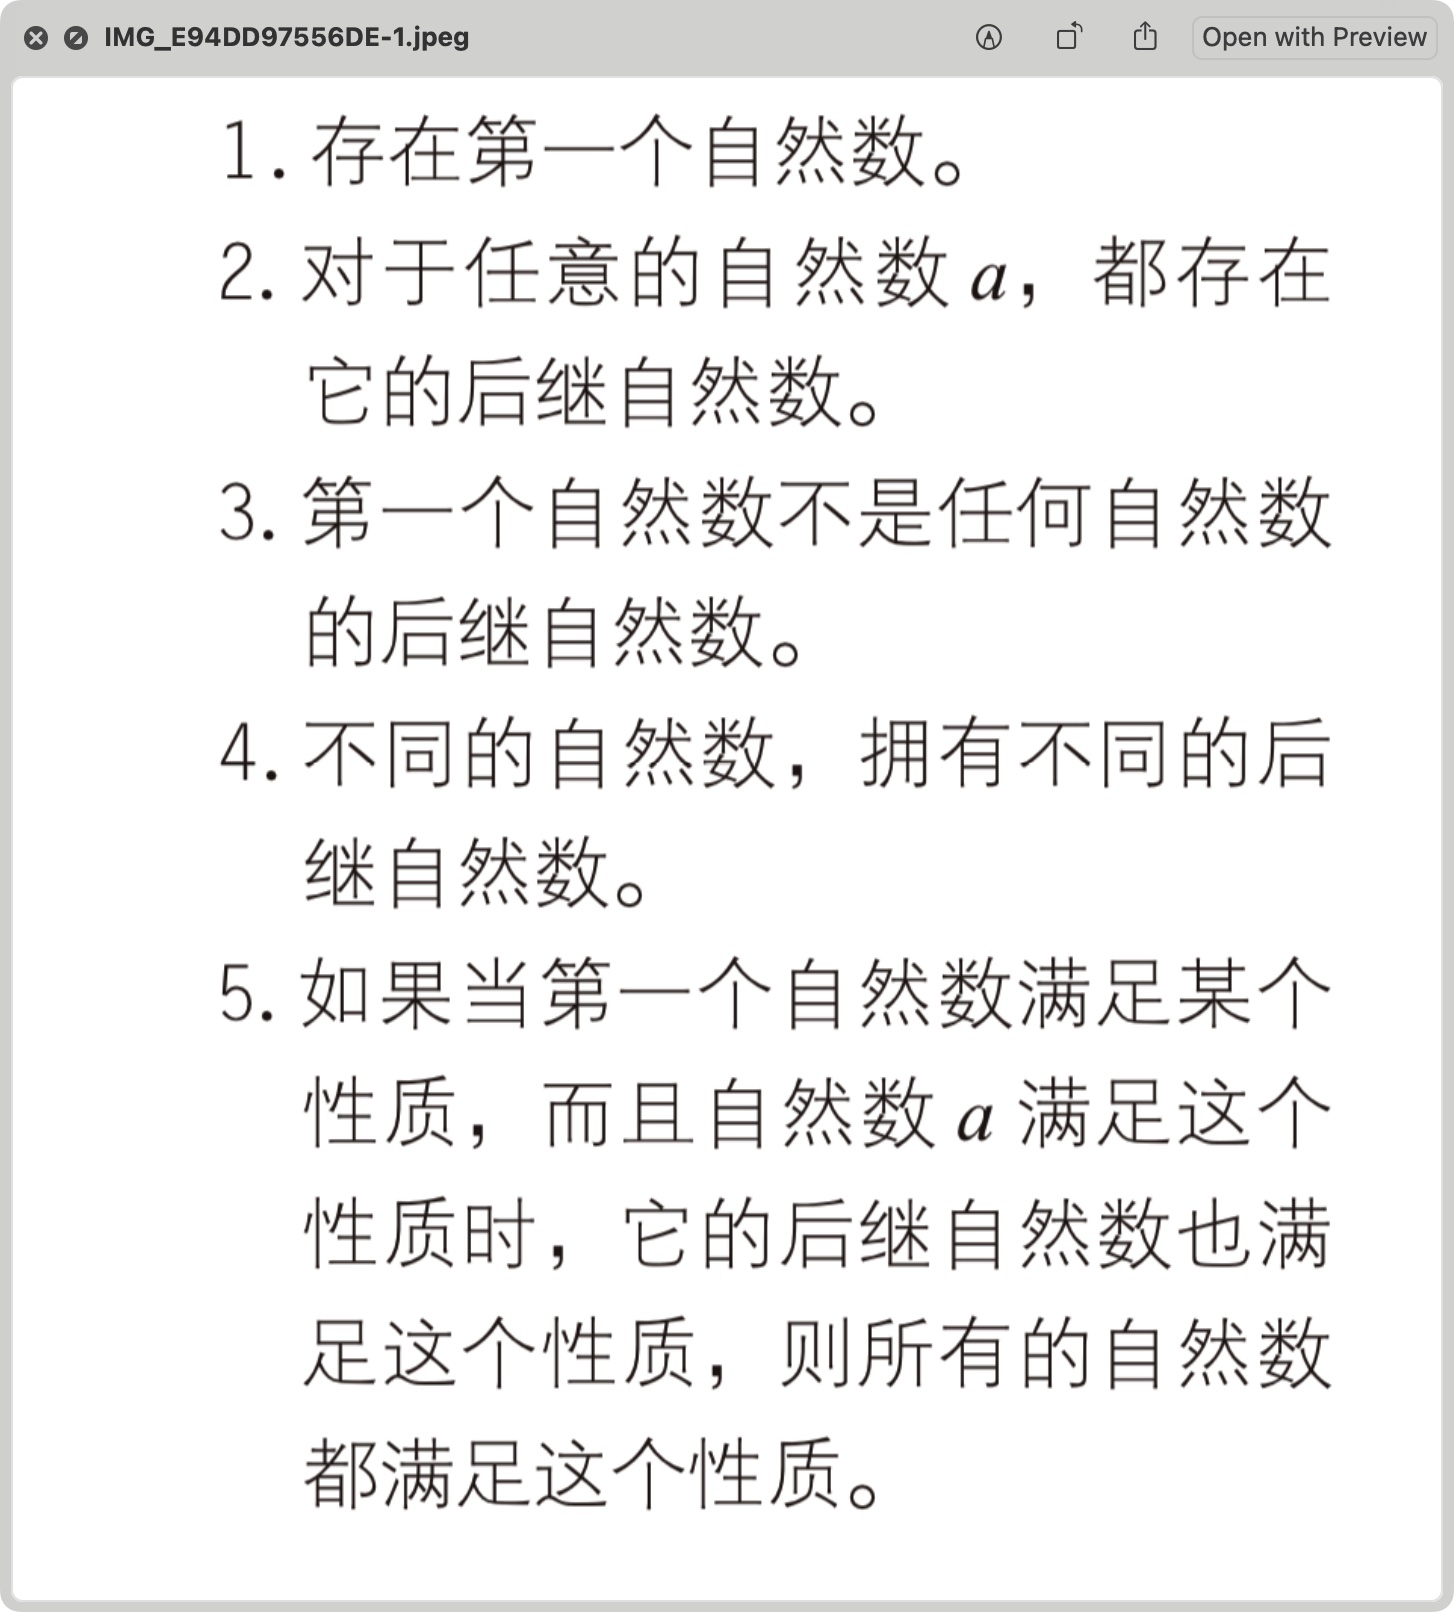 IMG_E94DD97556DE-1.jpeg
Open with Preview
1. 存在第一个自然数。
2. 对于任意的自然数 a，都存在
它的后继自然数。
3. 第一个自然数不是任何自然数
的后继自然数。
4. 不同的自然数，拥有不同的后
继自然数。
5. 如果当第一个自然数满足某个
性质，而且自然数 a 满足这个
性质时，它的后继自然数也满
足这个性质，则所有的自然数
都满足这个性质。